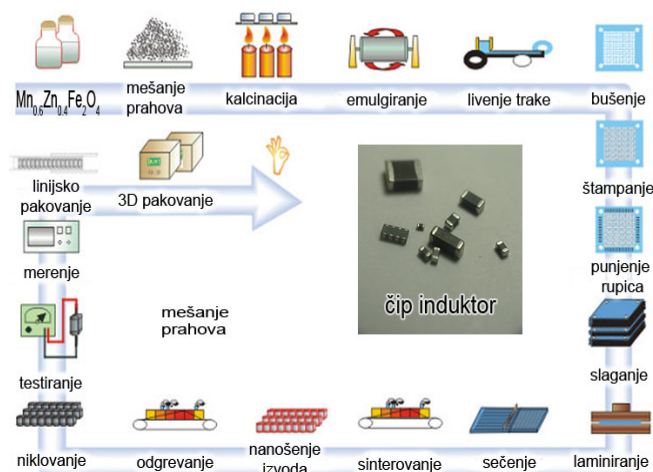 Mn0.6Zn0.4Fe2O4
mešanje
prahova
kalcinacija
emulgiranje
livenje trake
bušenje
štampanje
punjenje
rupica
slaganje
laminiranje
sečenje
sinterovanje
nanošenje
izvoda
odgrevanje
niklovanje
testiranje
merenje
linijsko
pakovanje
3D pakovanje
mešanje
prahova
čip induktor